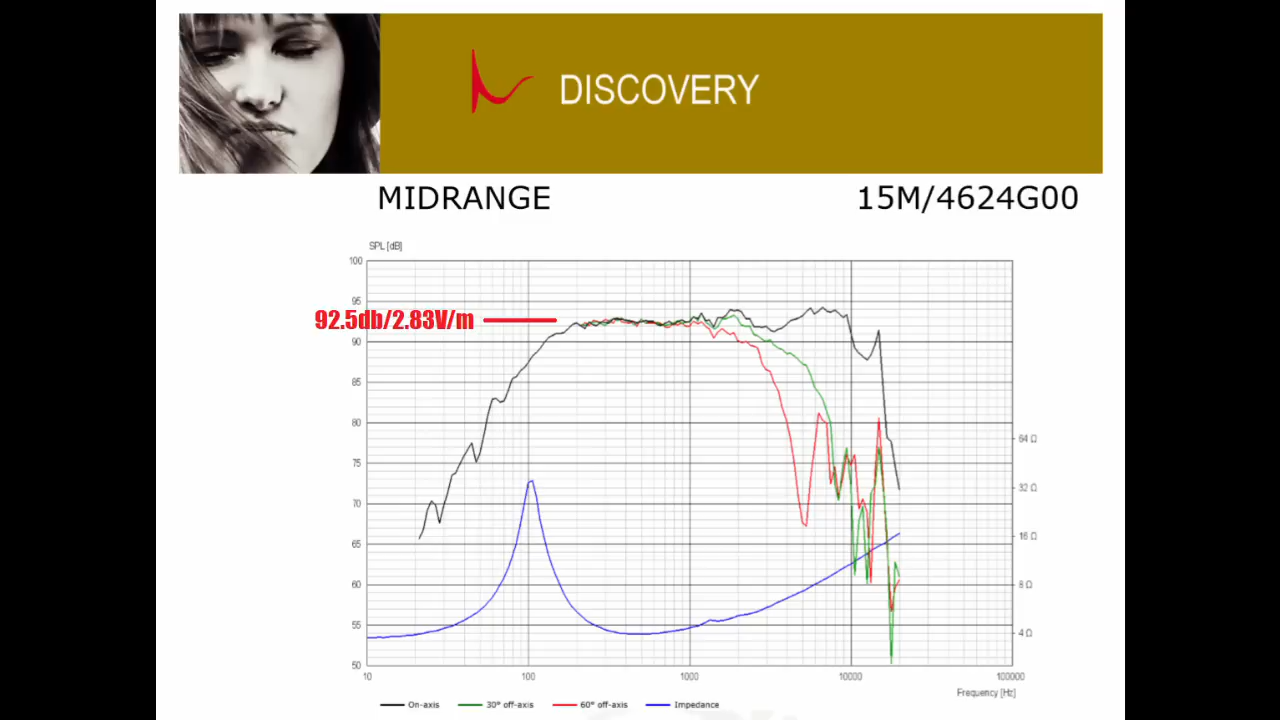 DISCOVERY
MIDRANGE 15M/4624G00
SPL [dB]
100
95
92.5db/2.83V/m
90
85
80
75
70
65
60
55
50
64 Ω
32 Ω
16 Ω
8 Ω
4 Ω
10 100 1000 10000 100000
Frequency [Hz]
On-axis 30° off-axis 60° off-axis Impedance